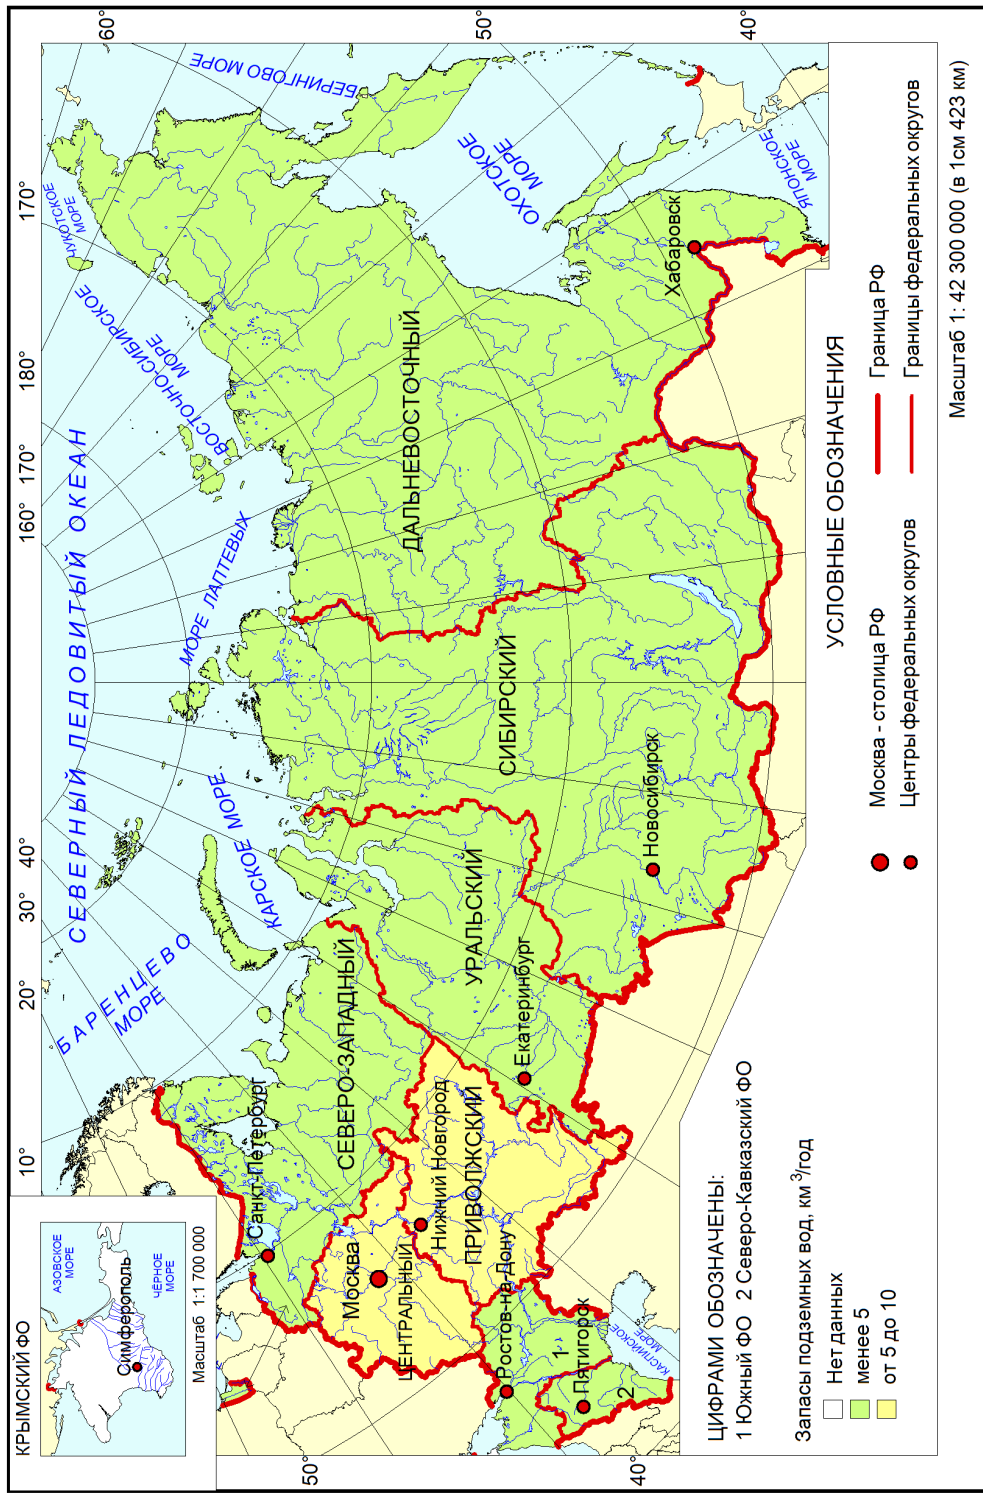 КРЫМСКИЙ ФО
АЗОВСКОЕ
МОРЕ
Симферополь
ЧЁРНОЕ
МОРЕ
Масштаб 1:1 700 000
10°
20°
30°
40°
160°
170°
180°
170°
60°
50°
40°
50°
40°
СЕВЕРНЫЙ ЛЕДОВИТЫЙ ОКЕАН
БАРЕНЦЕВО
МОРЕ
КАРСКОЕ МОРЕ
МОРЕ ЛАПТЕВЫХ
ВОСТОЧНО-СИБИРСКОЕ
МОРЕ
ЧУКОТСКОЕ
МОРЕ
БЕРИНГОВО МОРЕ
ОХОТСКОЕ
МОРЕ
ЯПОНСКОЕ
МОРЕ
КАСПИЙСКОЕ
МОРЕ
Санкт-Петербург
СЕВЕРО-ЗАПАДНЫЙ
Москва
ЦЕНТРАЛЬНЫЙ
Нижний Новгород
ПРИВОЛЖСКИЙ
Ростов-на-Дону
1
Пятигорск
2
Екатеринбург
УРАЛЬСКИЙ
СИБИРСКИЙ
Новосибирск
ДАЛЬНЕВОСТОЧНЫЙ
Хабаровск
ЦИФРАМИ ОБОЗНАЧЕНЫ:
1 Южный ФО 2 Северо-Кавказский ФО
Запасы подземных вод, км³/год
Нет данных
менее 5
от 5 до 10
УСЛОВНЫЕ ОБОЗНАЧЕНИЯ
Москва - столица РФ
Центры федеральных округов
Граница РФ
Границы федеральных округов
Масштаб 1: 42 300 000 (в 1см 423 км)